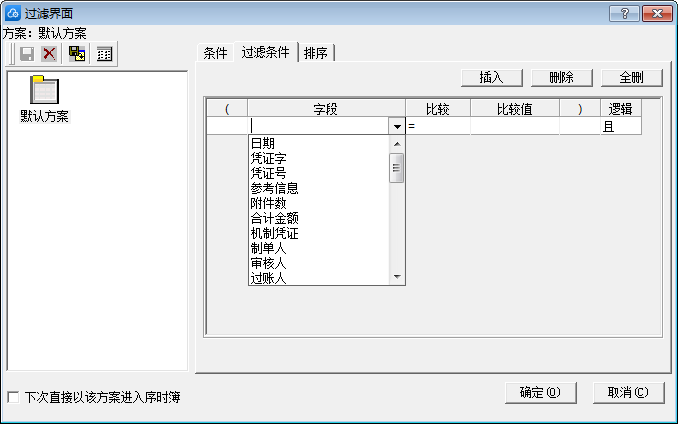 过滤界面
方案: 默认方案
条件 过滤条件 排序
插入 删除 全删
默认方案
( 字段 比较 比较值 ) 逻辑
= 且
日期
凭证字
凭证号
参考信息
附件数
合计金额
机制凭证
制单人
审核人
过账人
下次直接以该方案进入序时簿
确定(O) 取消(C)